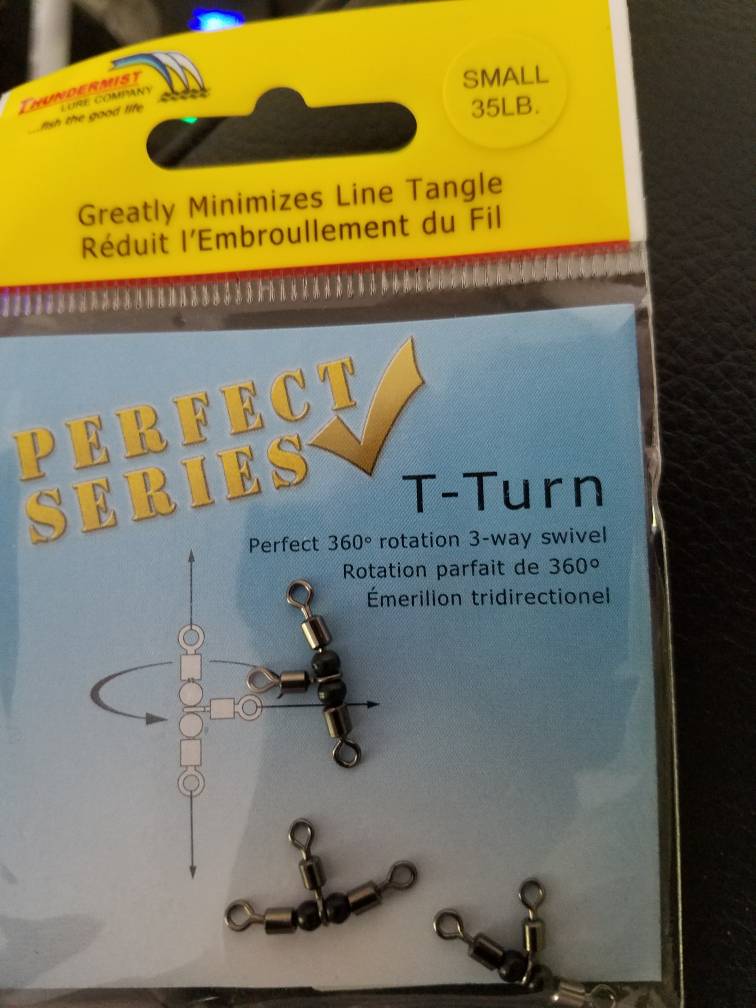 THUNDERMIST
LURE COMPANY
...fish the good life
SMALL
35LB.
Greatly Minimizes Line Tangle
Réduit l'Embroullement du Fil
PERFECT
SERIES
T-Turn
Perfect 360° rotation 3-way swivel
Rotation parfait de 360°
Émerillon tridirectionel